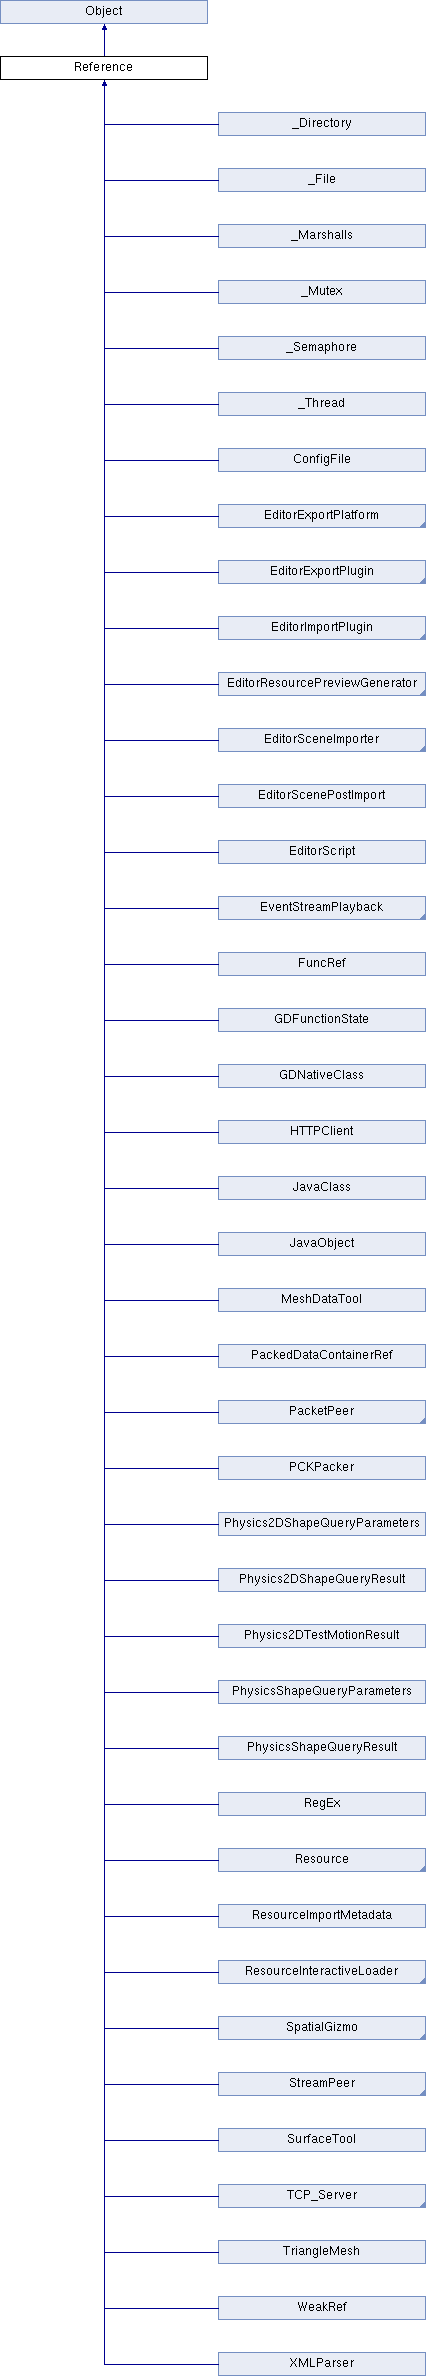 Object
Reference
_Directory
_File
_Marshalls
_Mutex
_Semaphore
_Thread
ConfigFile
EditorExportPlatform
EditorExportPlugin
EditorImportPlugin
EditorResourcePreviewGenerator
EditorSceneImporter
EditorScenePostImport
EditorScript
EventStreamPlayback
FuncRef
GDFunctionState
GDNativeClass
HTTPClient
JavaClass
JavaObject
MeshDataTool
PackedDataContainerRef
PacketPeer
PCKPacker
Physics2DShapeQueryParameters
Physics2DShapeQueryResult
Physics2DTestMotionResult
PhysicsShapeQueryParameters
PhysicsShapeQueryResult
RegEx
Resource
ResourceImportMetadata
ResourceInteractiveLoader
SpatialGizmo
StreamPeer
SurfaceTool
TCP_Server
TriangleMesh
WeakRef
XMLParser